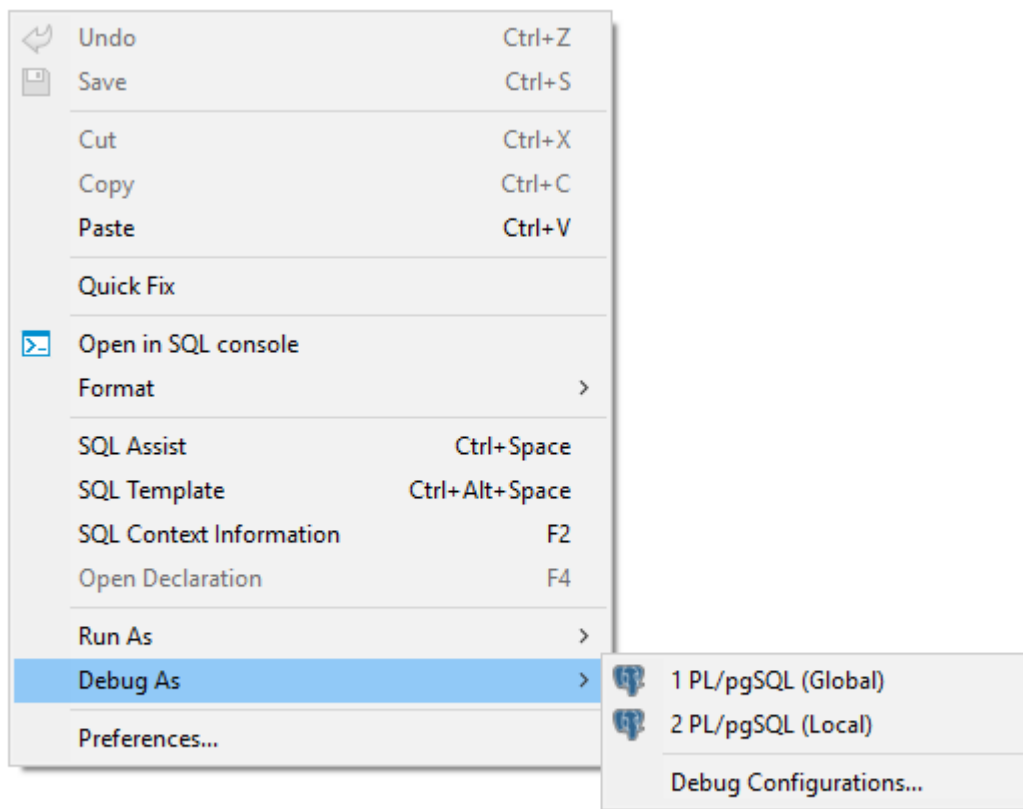 Undo Ctrl+Z
Save Ctrl+S
Cut Ctrl+X
Copy Ctrl+C
Paste Ctrl+V
Quick Fix
Open in SQL console
Format
SQL Assist Ctrl+Space
SQL Template Ctrl+Alt+Space
SQL Context Information F2
Open Declaration F4
Run As
Debug As
Preferences...
1 PL/pgSQL (Global)
2 PL/pgSQL (Local)
Debug Configurations...